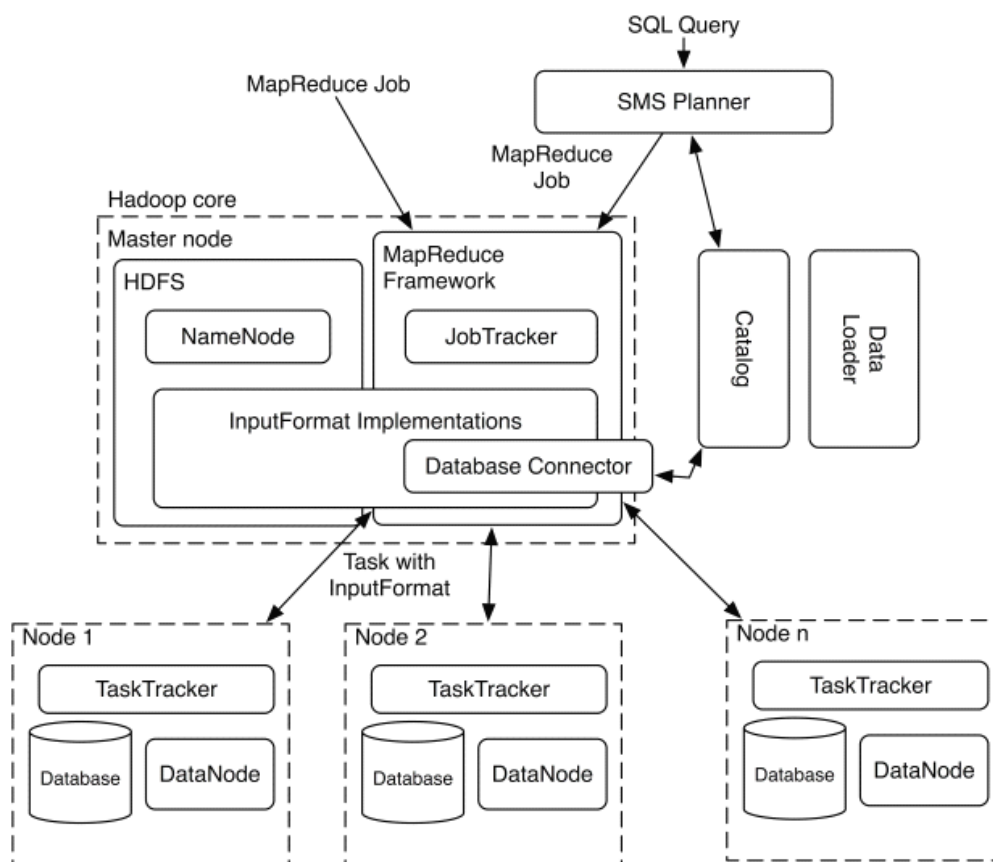 SQL Query
SMS Planner
MapReduce Job
MapReduce
Job
Hadoop core
Master node
HDFS
NameNode
MapReduce
Framework
JobTracker
InputFormat Implementations
Database Connector
Catalog
Data
Loader
Task with
InputFormat
Node 1
TaskTracker
Database
DataNode
Node 2
TaskTracker
Database
DataNode
Node n
TaskTracker
Database
DataNode